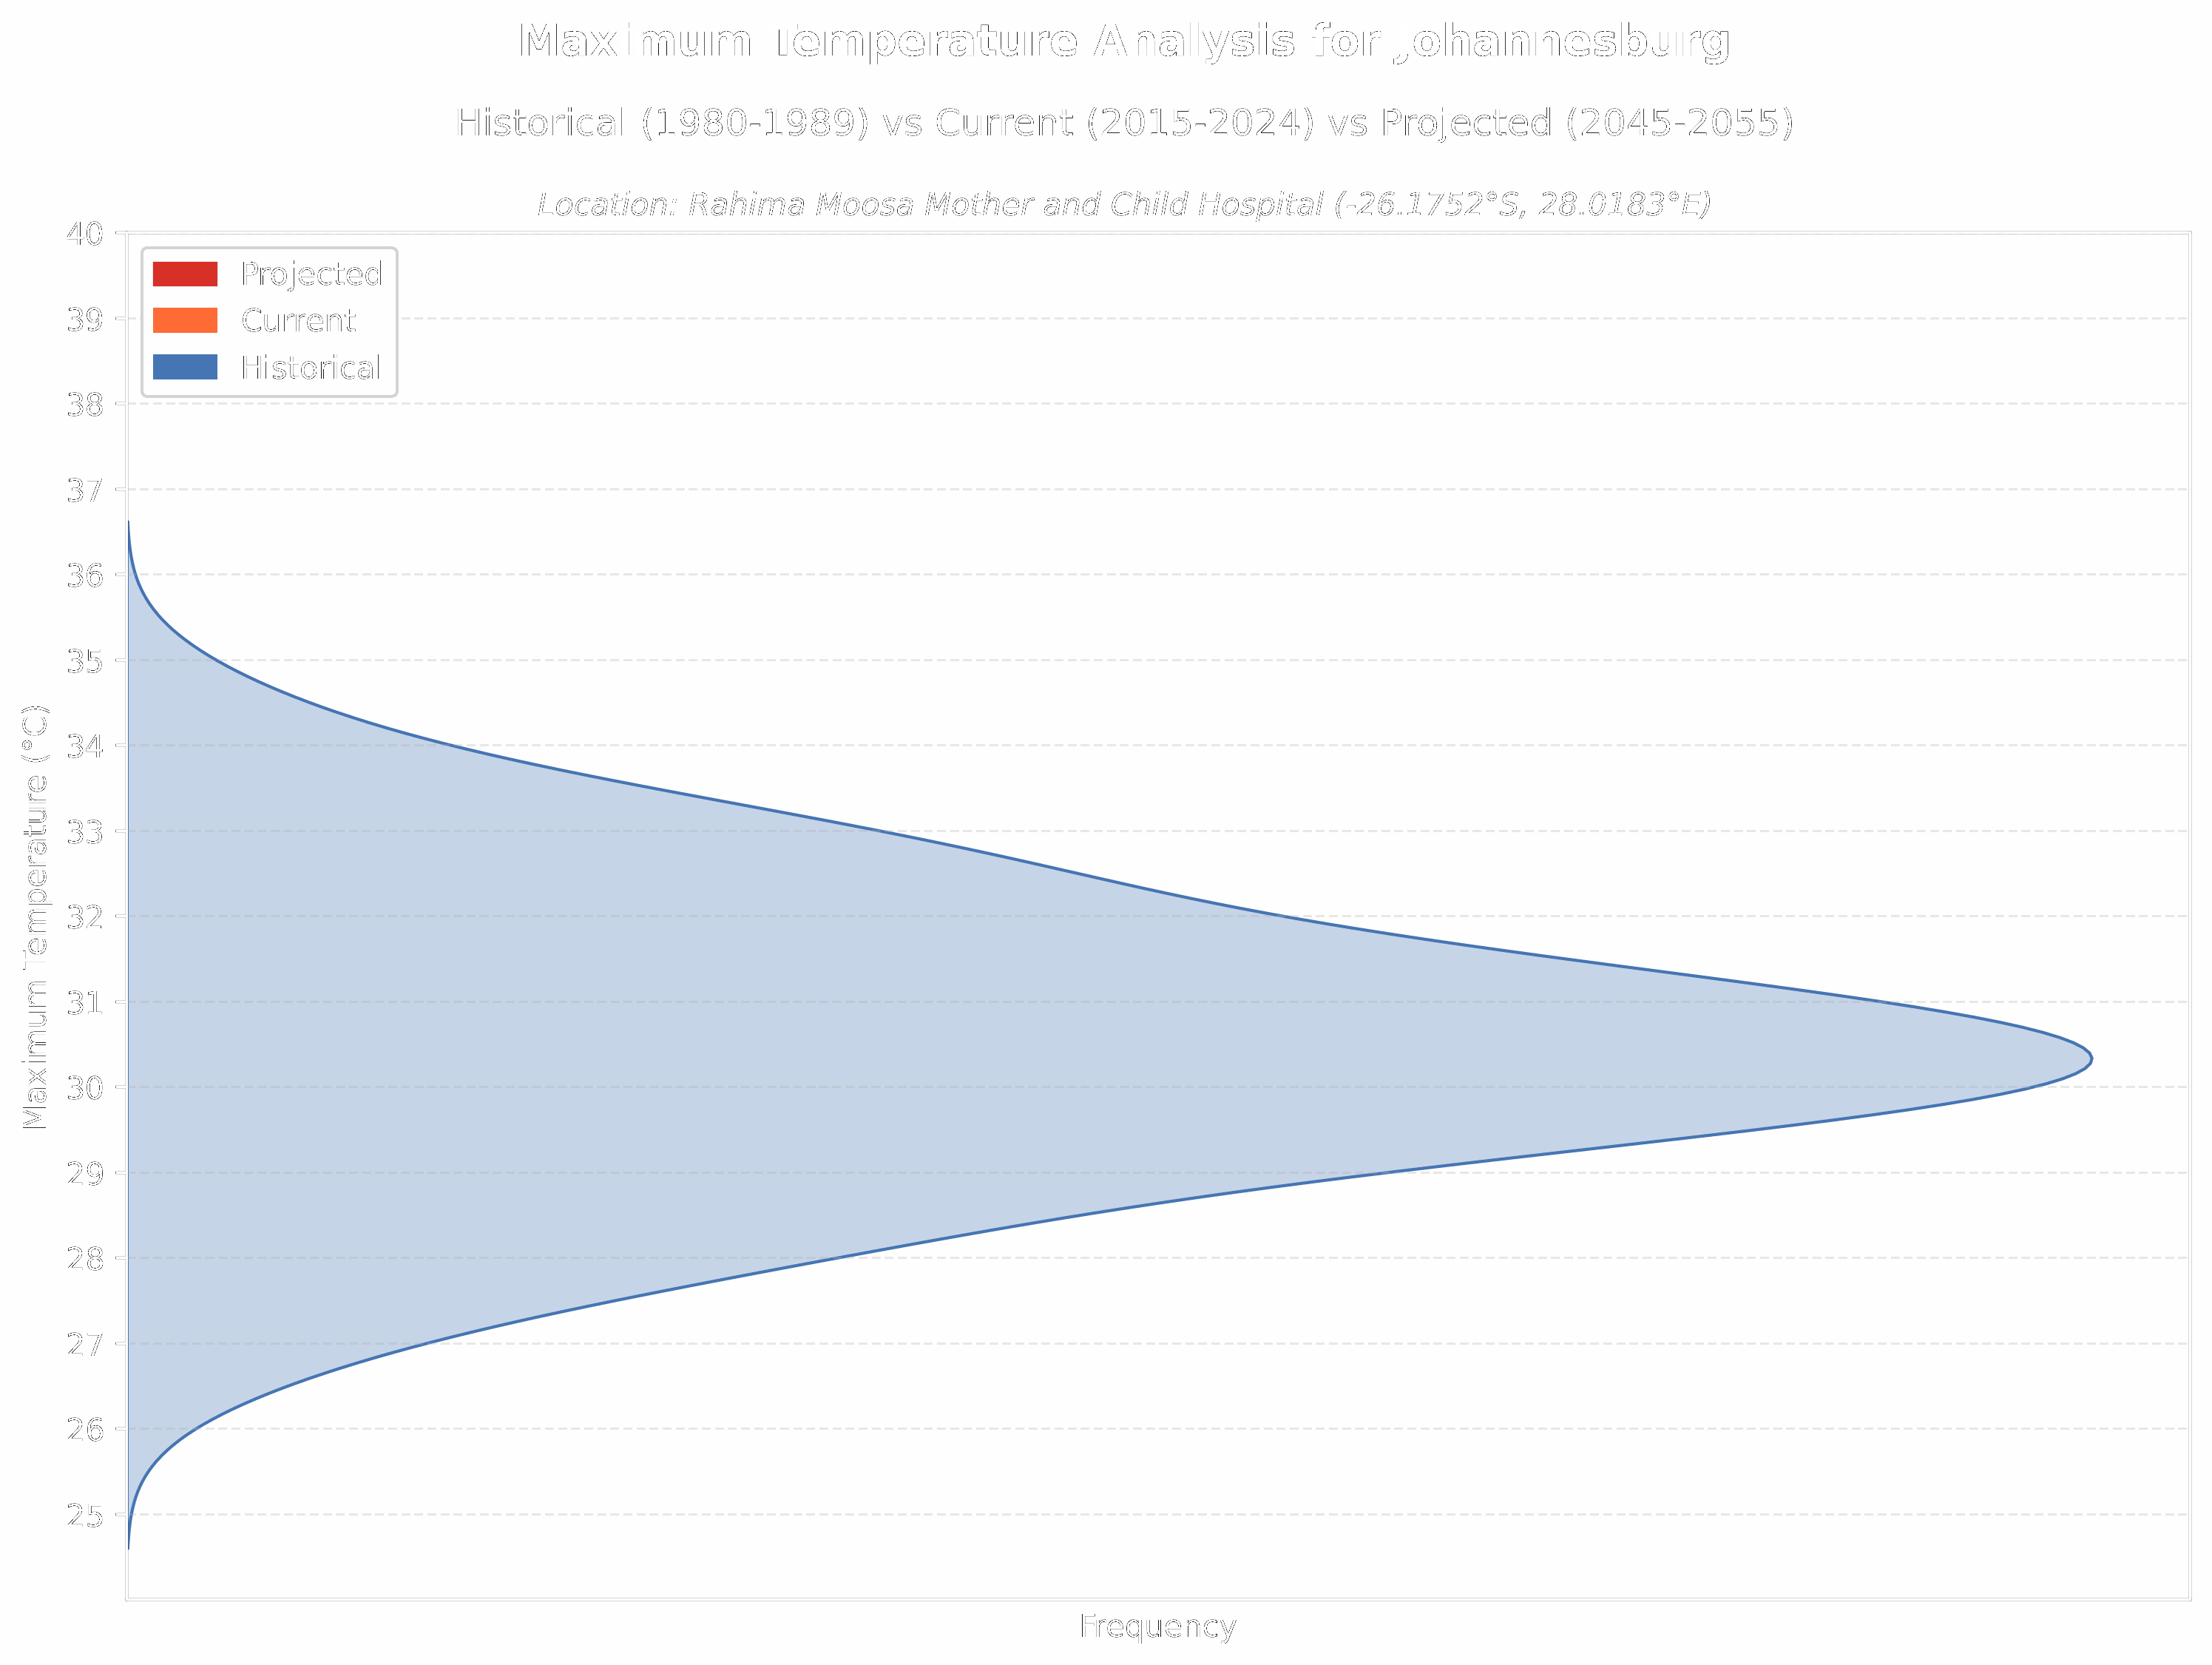 Maximum Temperature Analysis for Johannesburg
Historical (1980-1989) vs Current (2015-2024) vs Projected (2045-2055)
Location: Rahima Moosa Mother and Child Hospital (-26.1752°S, 28.0183°E)
Projected
Current
Historical
40
39
38
37
36
35
34
33
32
31
30
29
28
27
26
25
Maximum Temperature (°C)
Frequency